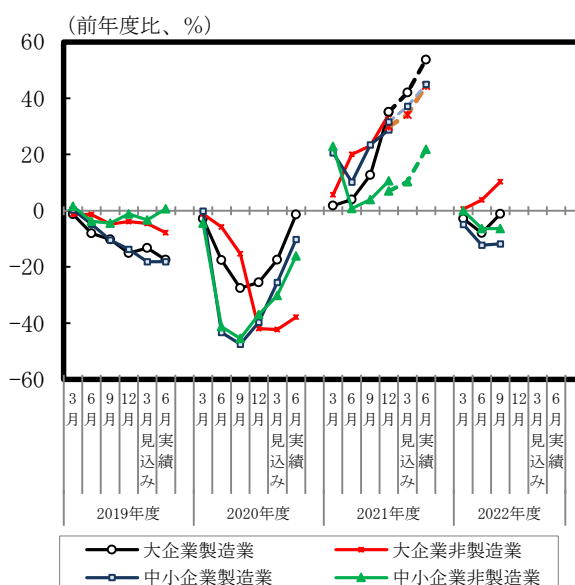 (前年度比、%)
60
40
20
0
−20
−40
−60
3月 6月 9月 12月 3月見込み 6月実績 3月 6月 9月 12月 3月見込み 6月実績 3月 6月 9月 12月 3月見込み 6月実績 3月 6月 9月 12月 3月見込み 6月実績
2019年度 2020年度 2021年度 2022年度
大企業製造業 大企業非製造業
中小企業製造業 中小企業非製造業